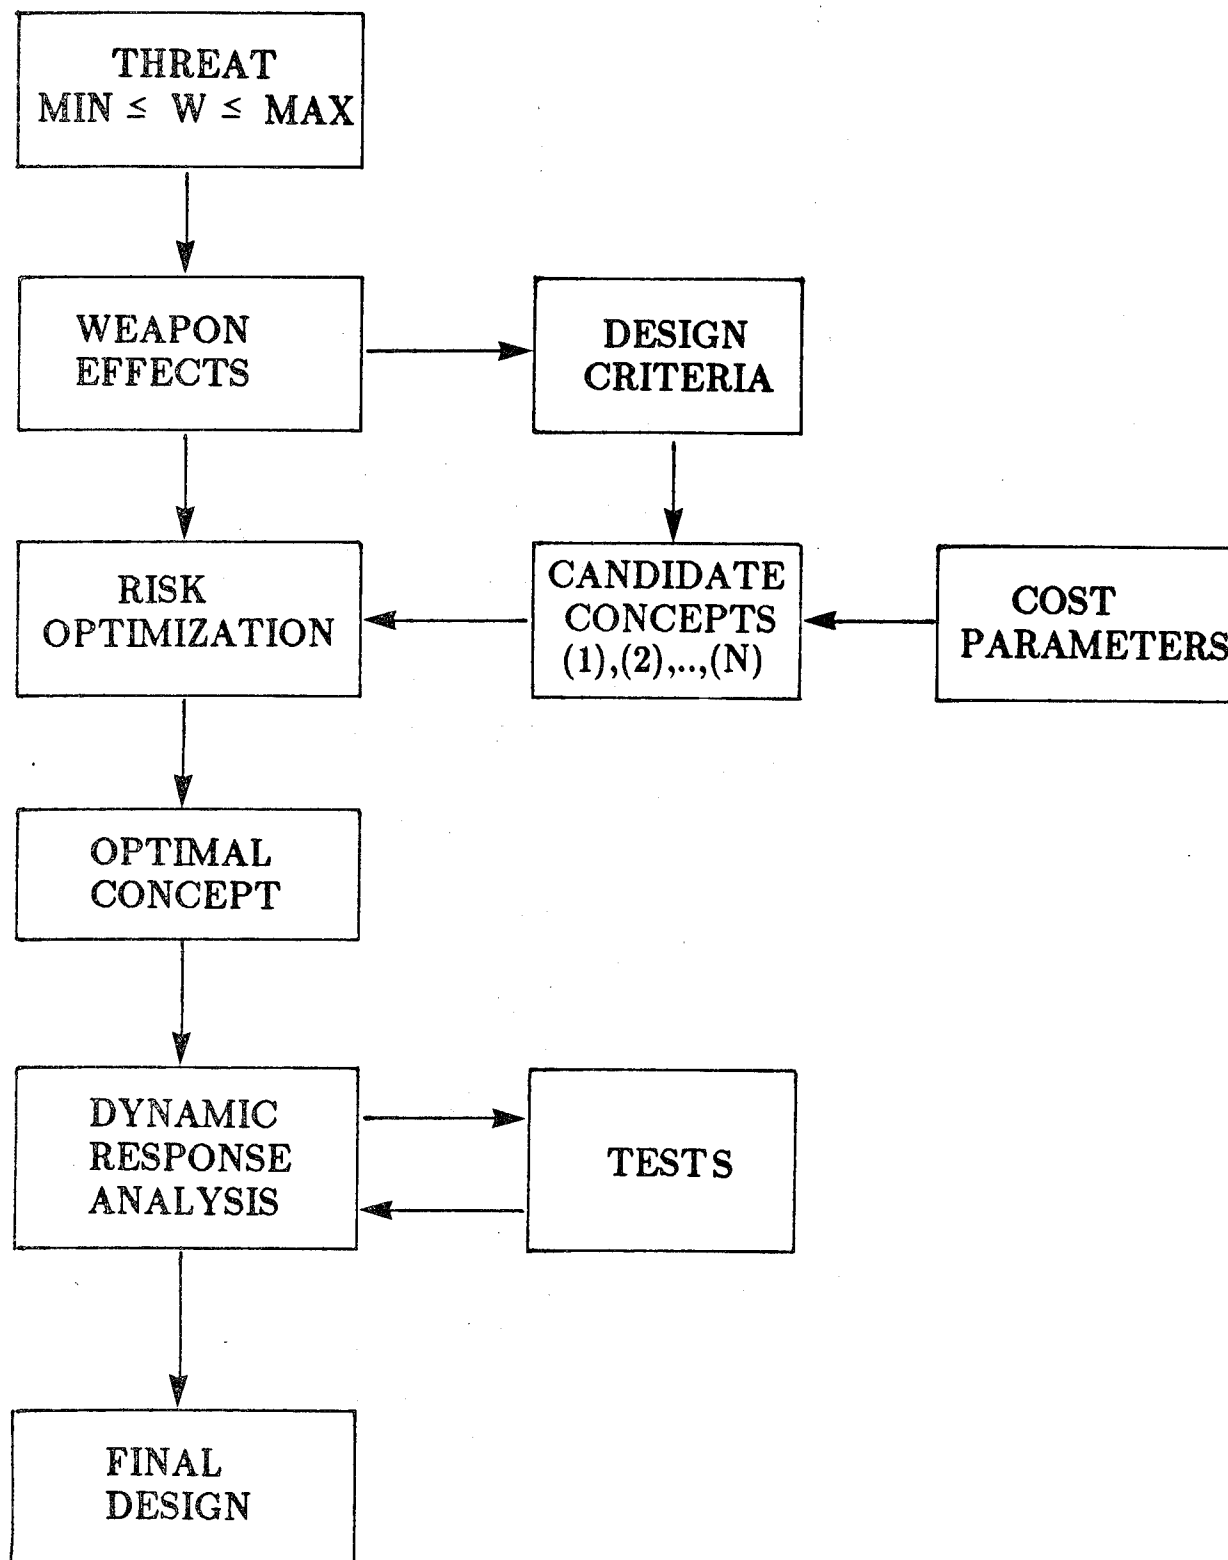 THREAT
MIN ≤ W ≤ MAX
WEAPON
EFFECTS
DESIGN
CRITERIA
RISK
OPTIMIZATION
CANDIDATE
CONCEPTS
(1),(2),..,(N)
COST
PARAMETERS
OPTIMAL
CONCEPT
DYNAMIC
RESPONSE
ANALYSIS
TESTS
FINAL
DESIGN